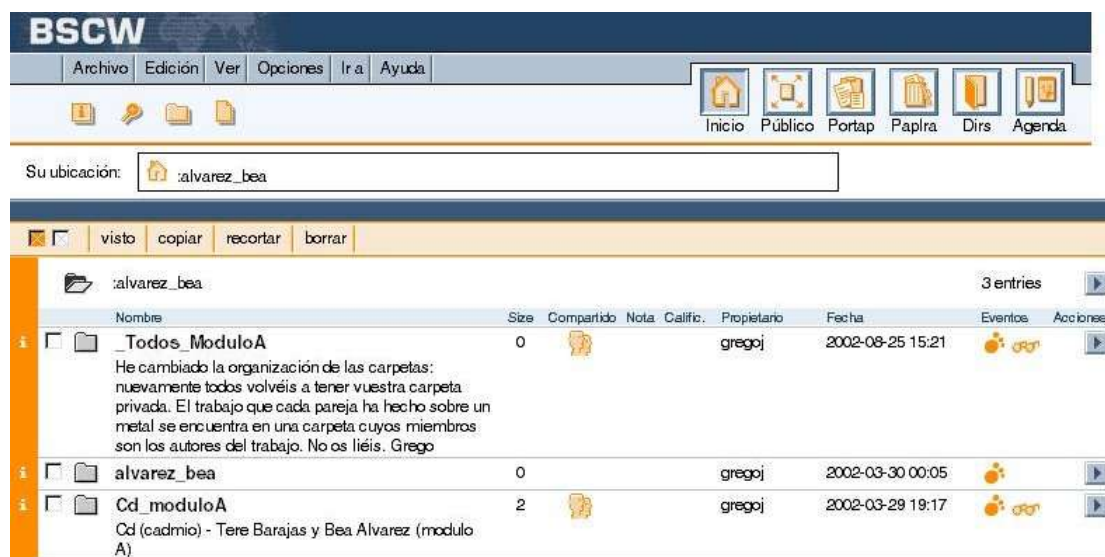 BSCW
Archivo Edición Ver Opciones Ir a Ayuda
Inicio Público Portap Paplra Dirs Agenda
Su ubicación: :alvarez_bea
visto copiar recortar borrar
:alvarez_bea 3 entries
Nombre Size Compartido Nota Calific. Propietario Fecha Eventos Acciones
_Todos_ModuloA 0 gregoj 2002-08-25 15:21
He cambiado la organización de las carpetas:
nuevamente todos volvéis a tener vuestra carpeta
privada. El trabajo que cada pareja ha hecho sobre un
metal se encuentra en una carpeta cuyos miembros
son los autores del trabajo. No os liéis. Grego
alvarez_bea 0 gregoj 2002-03-30 00:05
Cd_moduloA 2 gregoj 2002-03-29 19:17
Cd (cadmio) - Tere Barajas y Bea Alvarez (modulo
A)